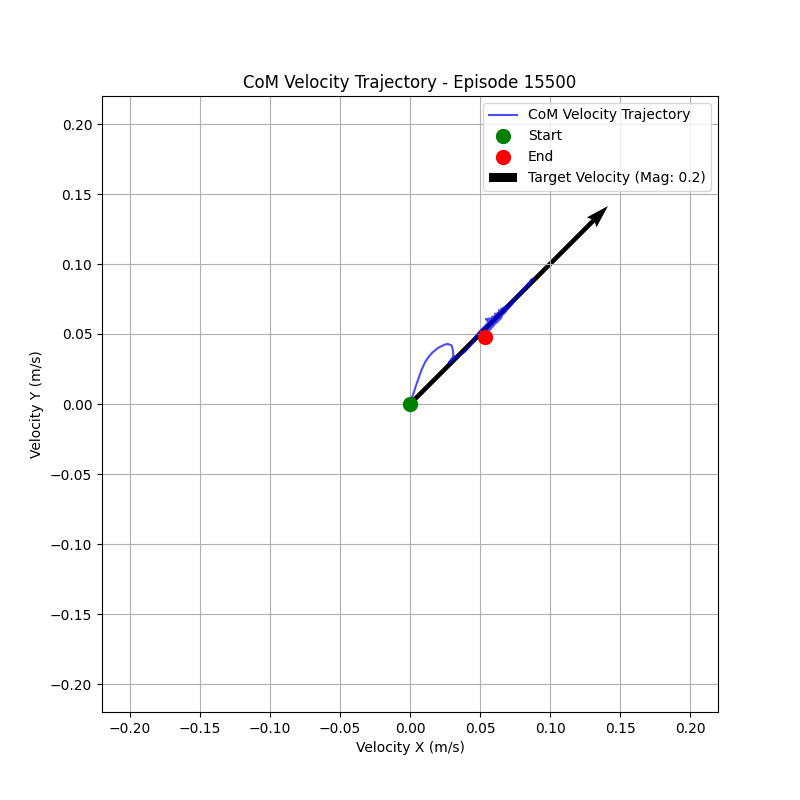 CoM Velocity Trajectory - Episode 15500
CoM Velocity Trajectory
Start
End
Target Velocity (Mag: 0.2)
0.20
0.15
0.10
0.05
0.00
−0.05
−0.10
−0.15
−0.20
Velocity Y (m/s)
−0.20 −0.15 −0.10 −0.05 0.00 0.05 0.10 0.15 0.20
Velocity X (m/s)